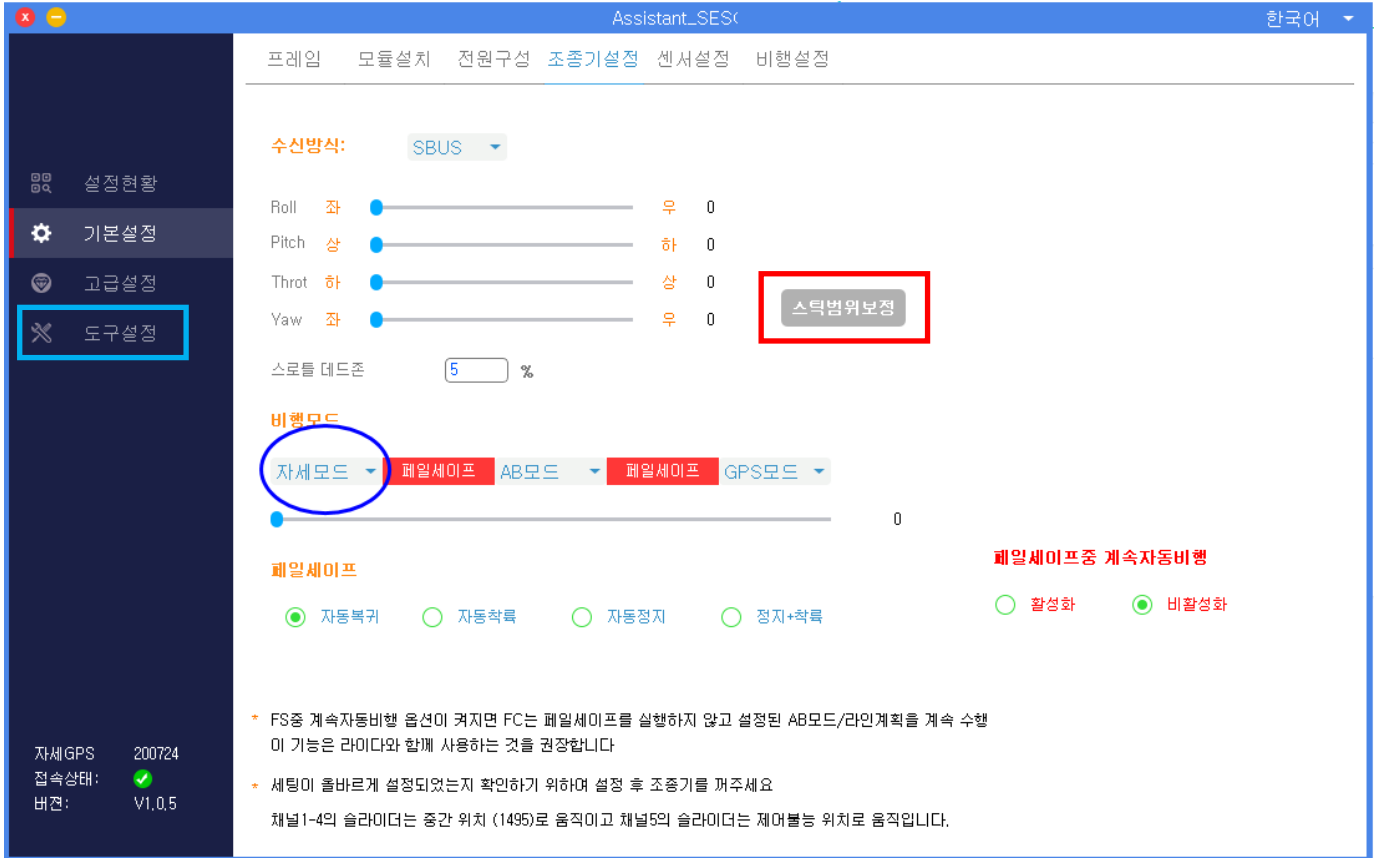 Assistant_SES(
한국어
프레임 모듈설치 전원구성 조종기설정 센서설정 비행설정
설정현황
기본설정
고급설정
도구설정
수신방식: SBUS
Roll 좌 우 0
Pitch 상 하 0
Throt 하 상 0
Yaw 좌 우 0
스틱범위보정
스로틀 데드존 5 %
비행모드
자세모드 페일세이프 AB모드 페일세이프 GPS모드
0
페일세이프
자동복귀 자동착륙 자동정지 정지+착륙
페일세이프중 계속자동비행
활성화 비활성화
* FS중 계속자동비행 옵션이 켜지면 FC는 페일세이프를 실행하지 않고 설정된 AB모드/라인계획을 계속 수행
이 기능은 라이다와 함께 사용하는 것을 권장합니다
* 세팅이 올바르게 설정되었는지 확인하기 위하여 설정 후 조종기를 꺼주세요
채널1-4의 슬라이더는 중간 위치 (1495)로 움직이고 채널5의 슬라이더는 제어불능 위치로 움직입니다.
자세GPS 200724
접속상태:
버젼: V1.0.5